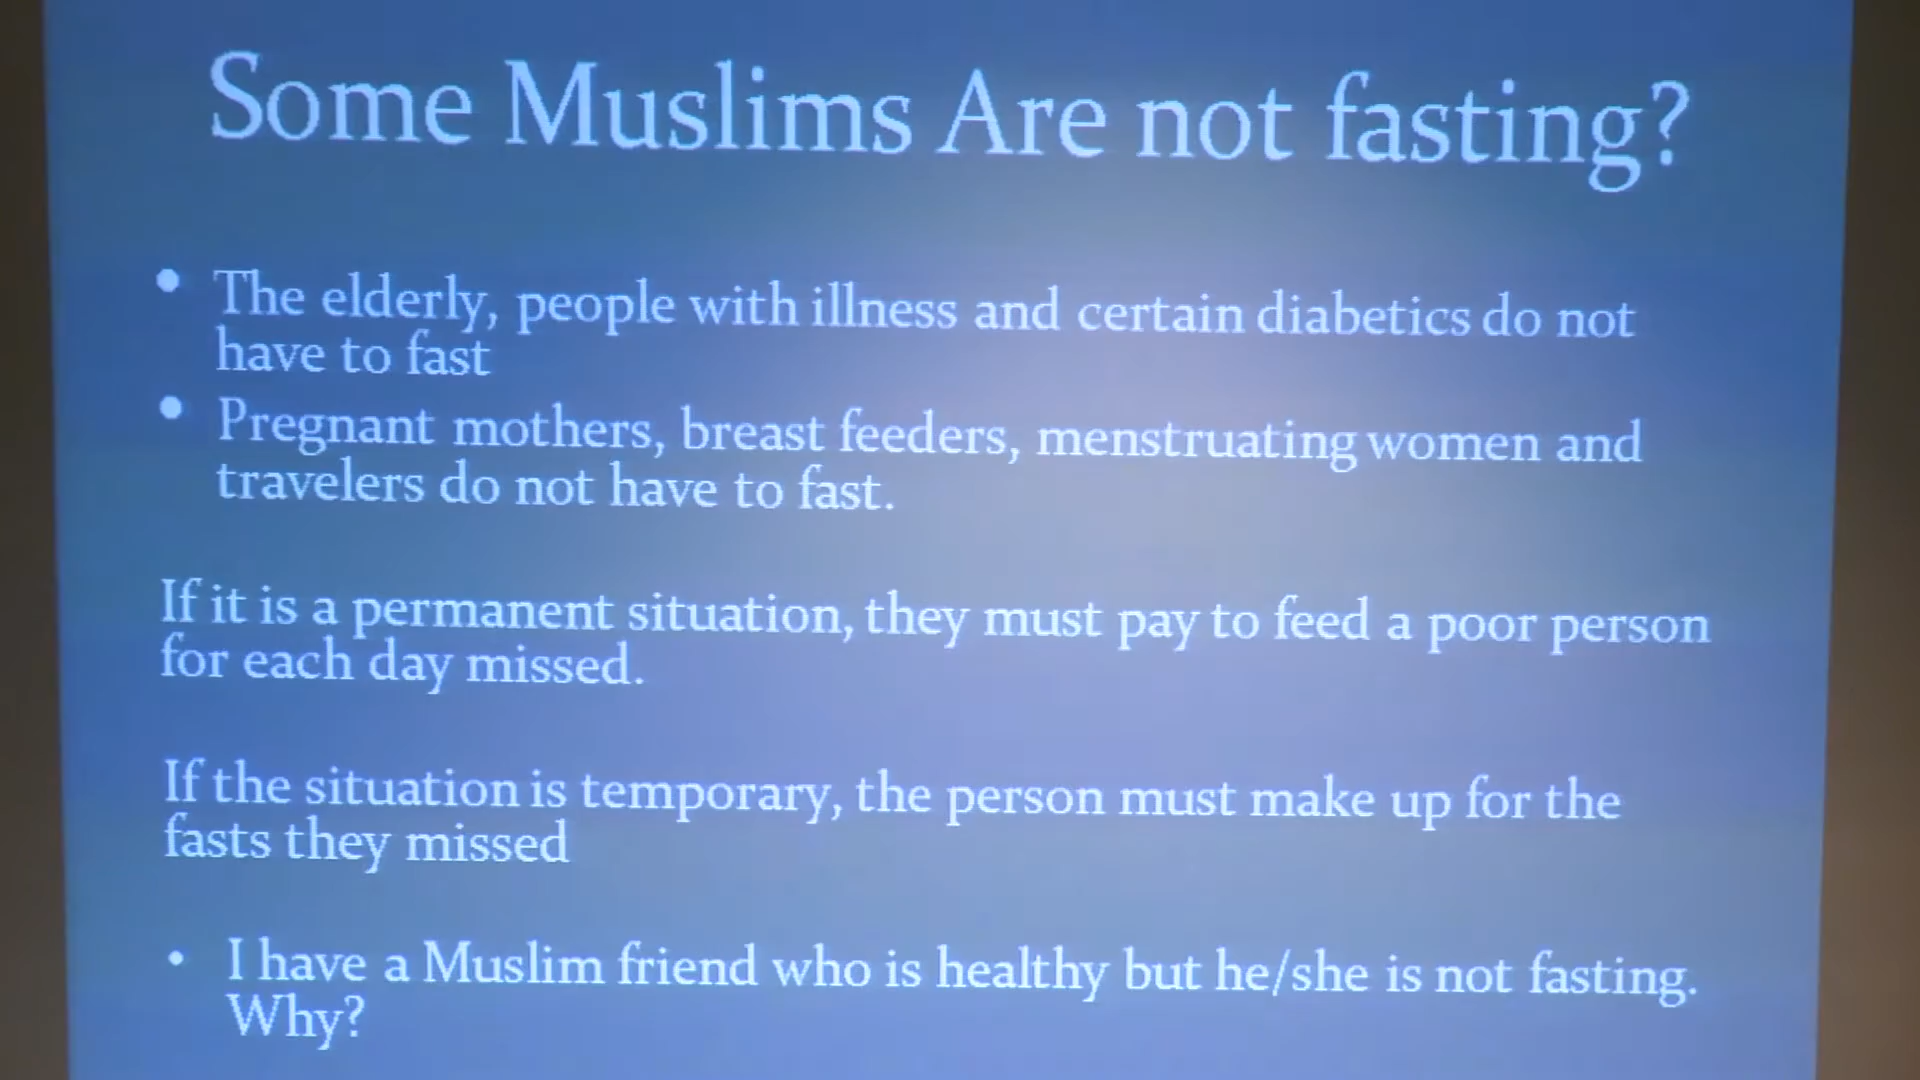 Some Muslims Are not fasting?
• The elderly, people with illness and certain diabetics do not
have to fast
• Pregnant mothers, breast feeders, menstruating women and
travelers do not have to fast.
If it is a permanent situation, they must pay to feed a poor person
for each day missed.
If the situation is temporary, the person must make up for the
fasts they missed
• I have a Muslim friend who is healthy but he/she is not fasting.
Why?